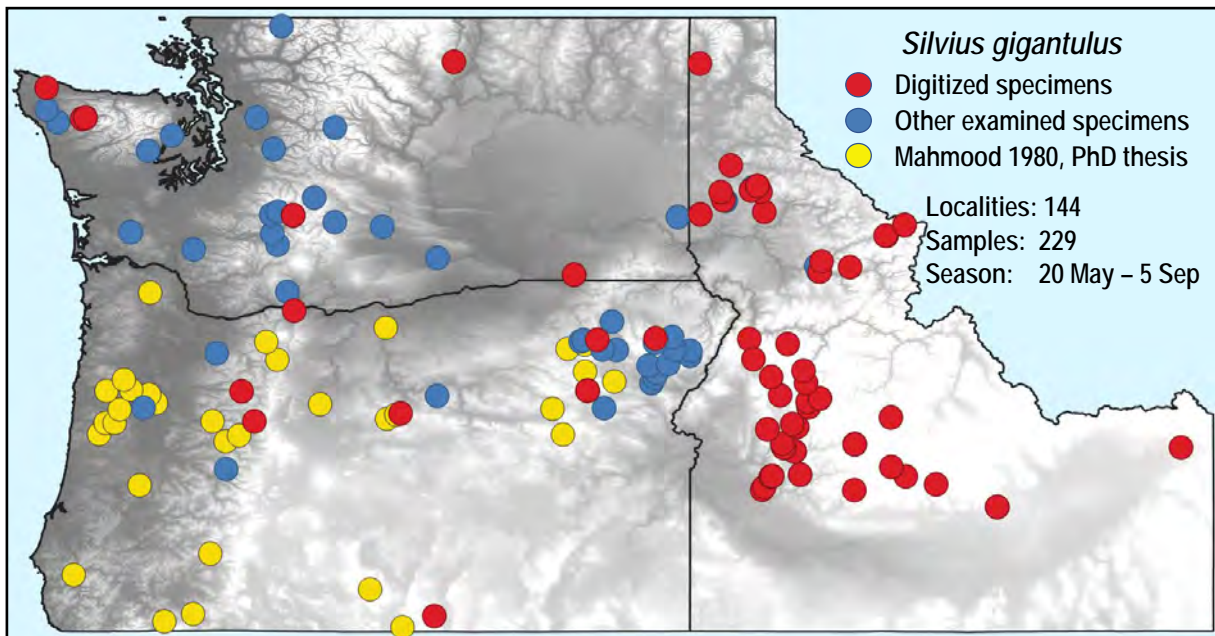 Silvius gigantulus
Digitized specimens
Other examined specimens
Mahmood 1980, PhD thesis
Localities: 144
Samples: 229
Season: 20 May – 5 Sep